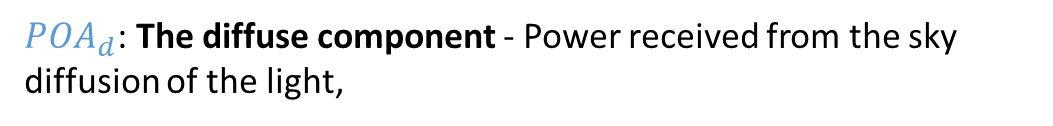 POA_d: The diffuse component - Power received from the sky
diffusion of the light,